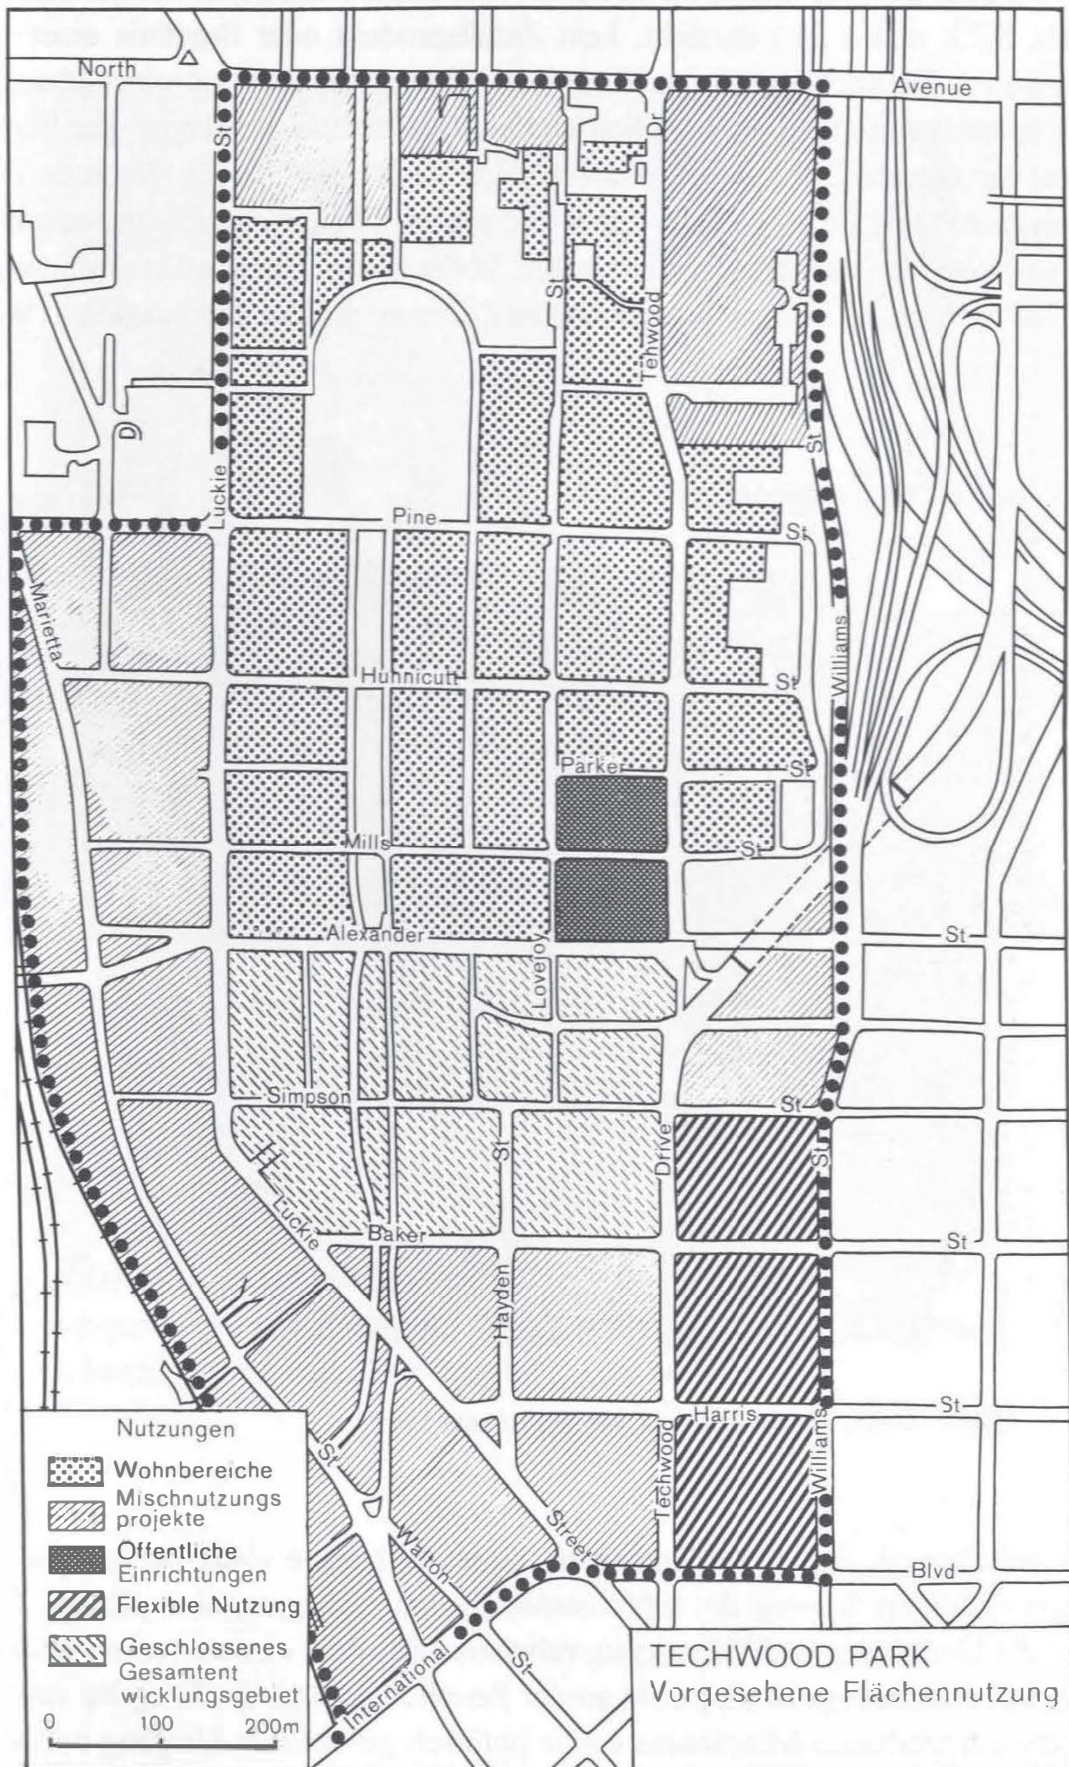 North
Avenue
St
Dr
St
Tehwood
St
D
Luckie
Pine
St
Marietta
Williams
Hunnicutt
St
Parker
St
Mills
St
Alexander
St
Lovejoy
Simpson
St
St
Drive
St
Luckie
Baker
St
Hayden
Harris
St
Techwood
Williams
St
Walton
Street
Blvd
International
St
Nutzungen
Wohnbereiche
Mischnutzungs
projekte
Öffentliche
Einrichtungen
Flexible Nutzung
Geschlossenes
Gesamtent
wicklungsgebiet
0 100 200m
TECHWOOD PARK
Vorgesehene Flächennutzung